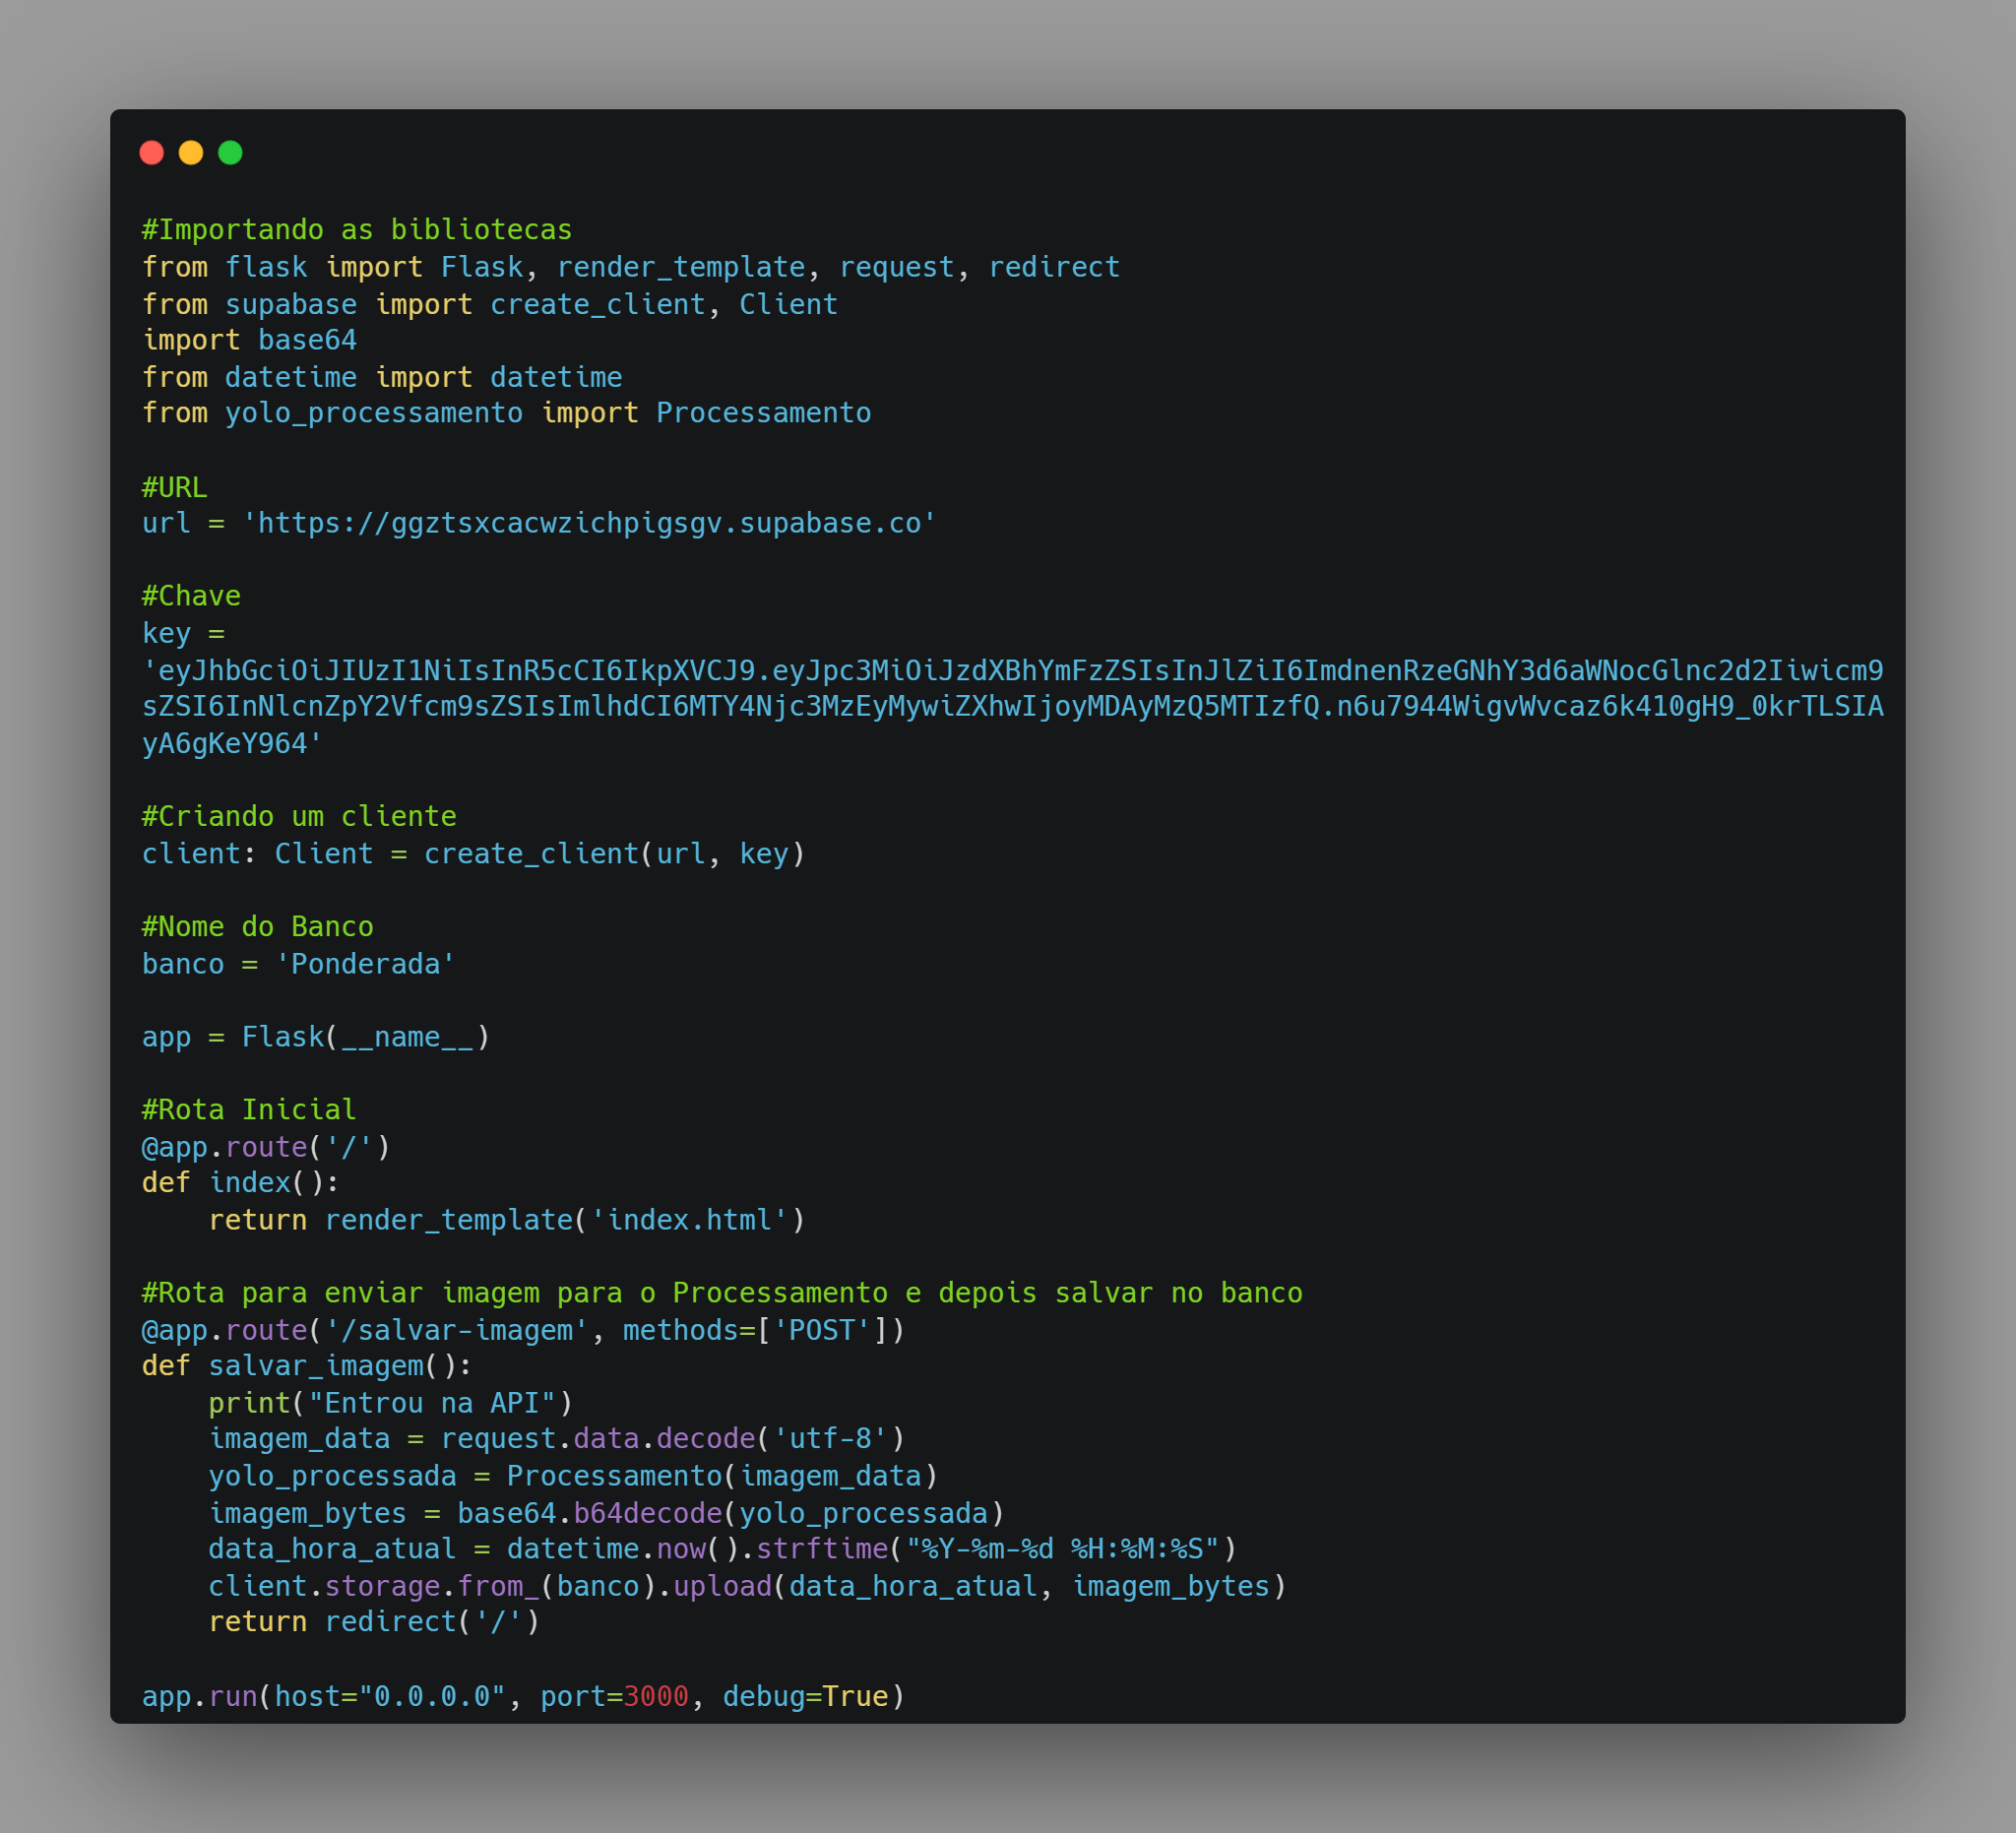 #Importando as bibliotecas
from flask import Flask, render_template, request, redirect
from supabase import create_client, Client
import base64
from datetime import datetime
from yolo_processamento import Processamento
#URL
url = 'https://ggztsxcacwzichpigsgv.supabase.co'
#Chave
key =
'eyJhbGciOiJIUzI1NiIsInR5cCI6IkpXVCJ9.eyJpc3MiOiJzdXBhYmFzZSIsInJlZiI6ImdnenRzeGNhY3d6aWNocGlnc2d2Iiwicm9
sZSI6InNlcnZpY2Vfcm9sZSIsImlhdCI6MTY4Njc3MzEyMywiZXhwIjoyMDAyMzQ5MTIzfQ.n6u7944WigvWvcaz6k410gH9_0krTLSIA
yA6gKeY964'
#Criando um cliente
client: Client = create_client(url, key)
#Nome do Banco
banco = 'Ponderada'
app = Flask(__name__)
#Rota Inicial
@app.route('/')
def index():
    return render_template('index.html')
#Rota para enviar imagem para o Processamento e depois salvar no banco
@app.route('/salvar-imagem', methods=['POST'])
def salvar_imagem():
    print("Entrou na API")
    imagem_data = request.data.decode('utf-8')
    yolo_processada = Processamento(imagem_data)
    imagem_bytes = base64.b64decode(yolo_processada)
    data_hora_atual = datetime.now().strftime("%Y-%m-%d %H:%M:%S")
    client.storage.from_(banco).upload(data_hora_atual, imagem_bytes)
    return redirect('/')
app.run(host="0.0.0.0", port=3000, debug=True)